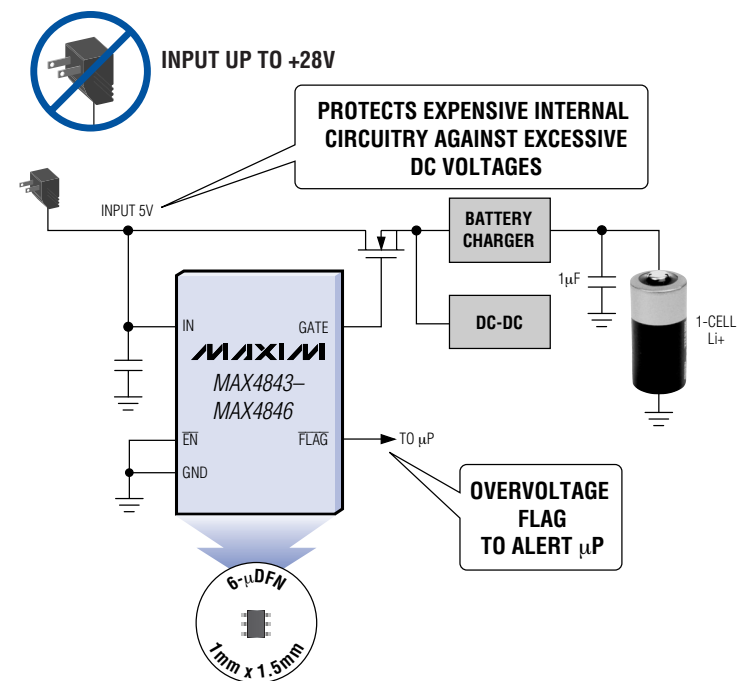 INPUT UP TO +28V
PROTECTS EXPENSIVE INTERNAL
CIRCUITRY AGAINST EXCESSIVE
DC VOLTAGES
INPUT 5V
BATTERY
CHARGER
1μF
DC-DC
1-CELL
Li+
IN
GATE
MAXIM
MAX4843–
MAX4846
E̅N̅
F̅L̅A̅G̅
TO μP
GND
OVERVOLTAGE
FLAG
TO ALERT μP
6-μDFN
1mm x 1.5mm